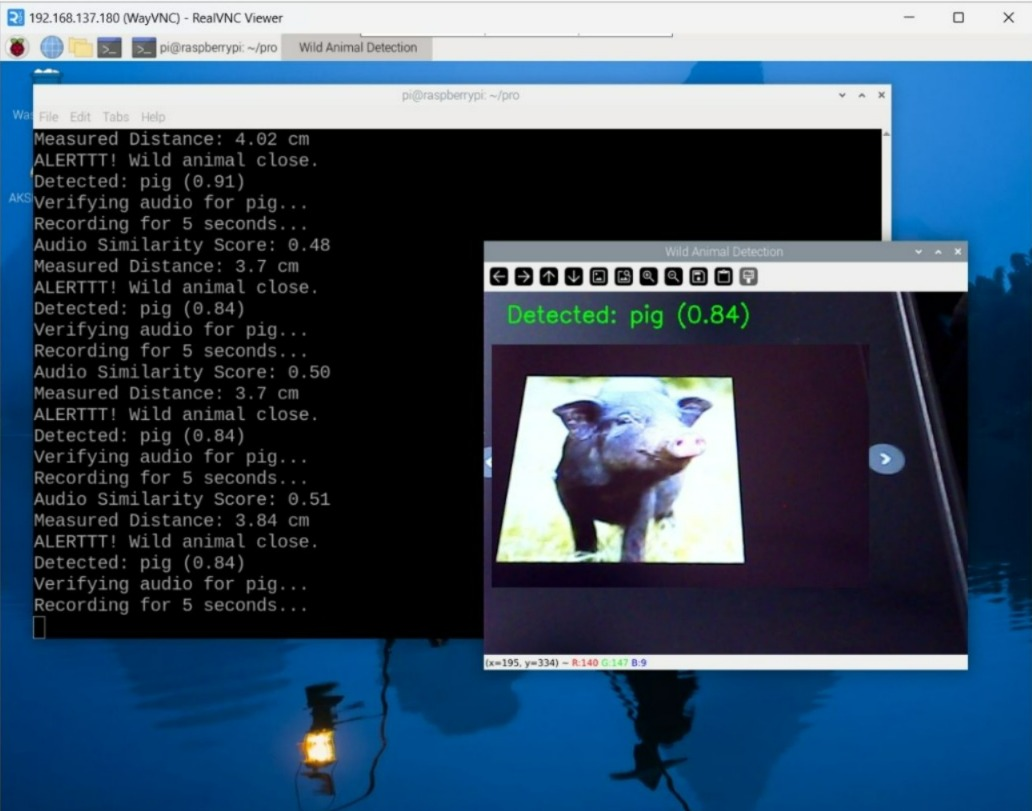 192.168.137.180 (WayVNC) - RealVNC Viewer
pi@raspberrypi: ~/pro
Wild Animal Detection
pi@raspberrypi: ~/pro
File Edit Tabs Help
Measured Distance: 4.02 cm
ALERTTT! Wild animal close.
Detected: pig (0.91)
Verifying audio for pig...
Recording for 5 seconds...
Audio Similarity Score: 0.48
Measured Distance: 3.7 cm
ALERTTT! Wild animal close.
Detected: pig (0.84)
Verifying audio for pig...
Recording for 5 seconds...
Audio Similarity Score: 0.50
Measured Distance: 3.7 cm
ALERTTT! Wild animal close.
Detected: pig (0.84)
Verifying audio for pig...
Recording for 5 seconds...
Audio Similarity Score: 0.51
Measured Distance: 3.84 cm
ALERTTT! Wild animal close.
Detected: pig (0.84)
Verifying audio for pig...
Recording for 5 seconds...
Wild Animal Detection
Detected: pig (0.84)
(x=195, y=334) ~ R:140 G:147 B:9